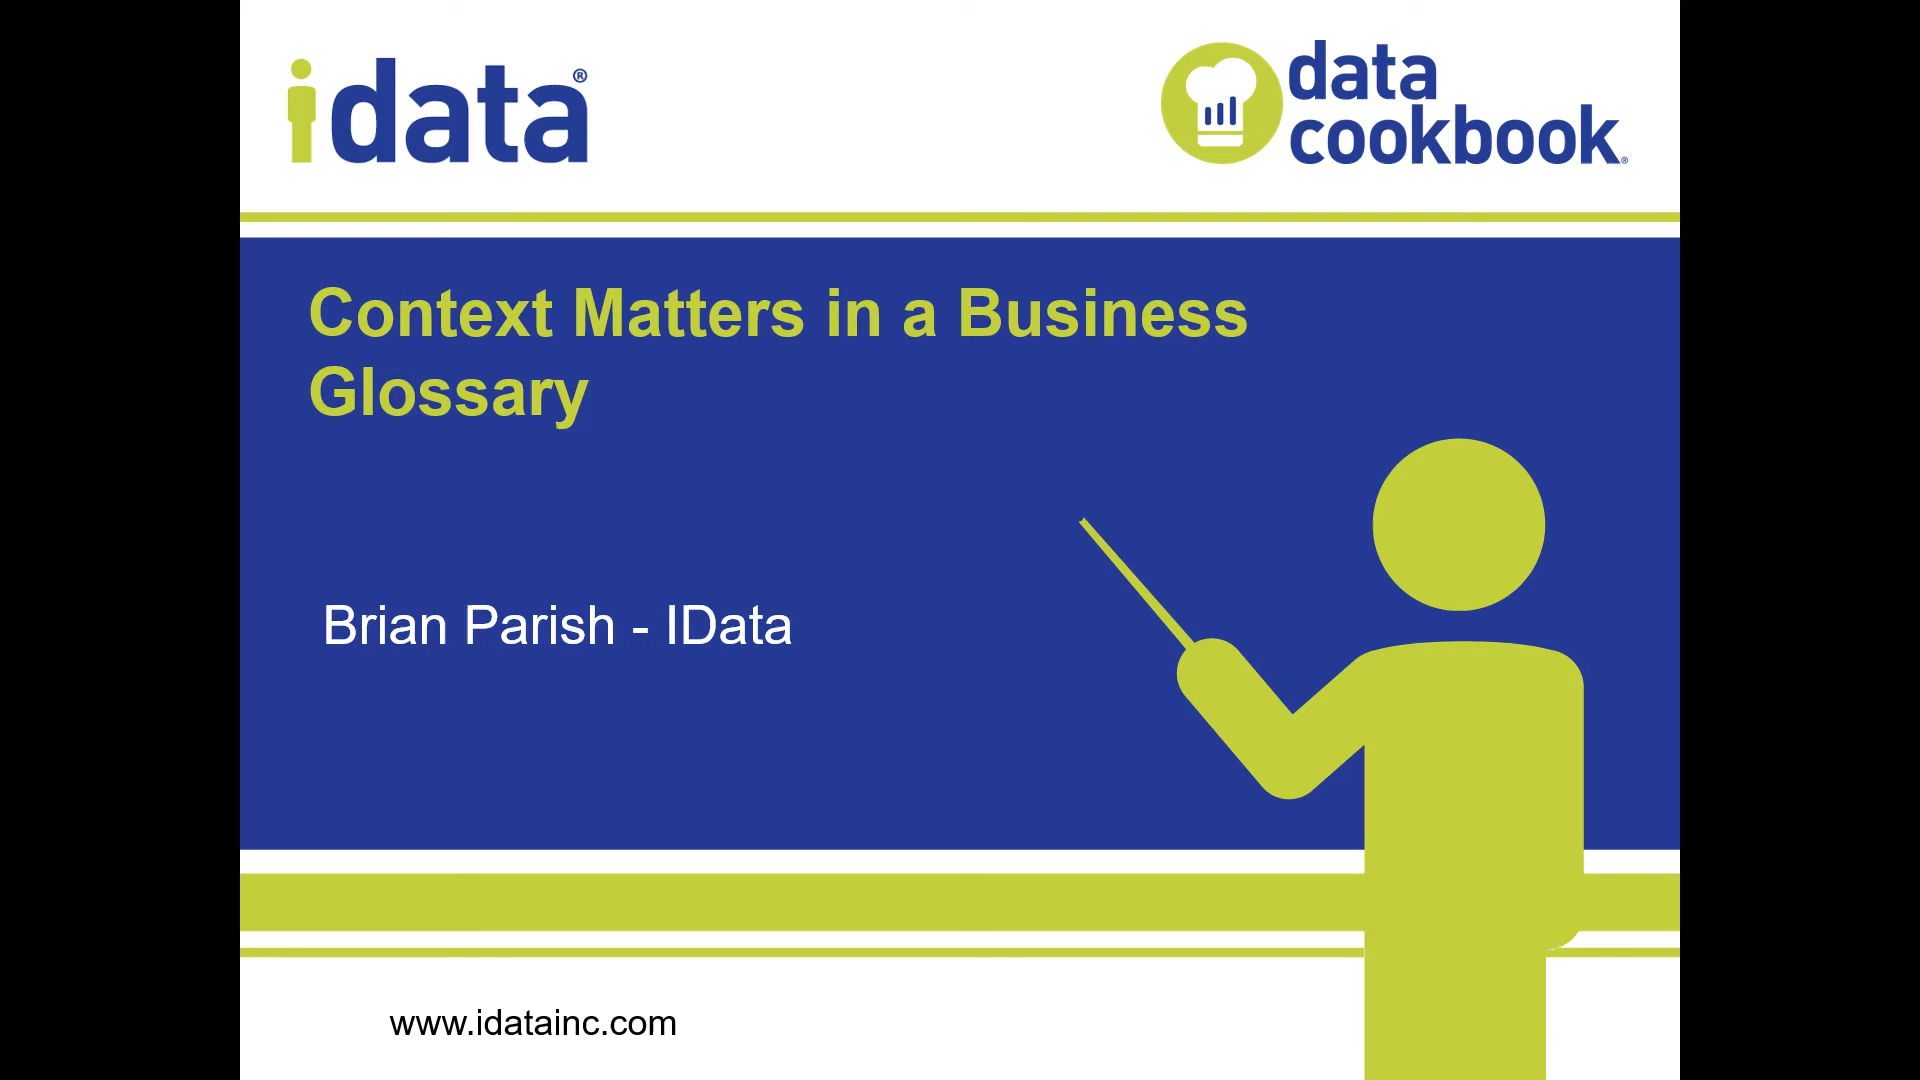 idata®
data
cookbook®
Context Matters in a Business
Glossary
Brian Parish - IData
www.idatainc.com